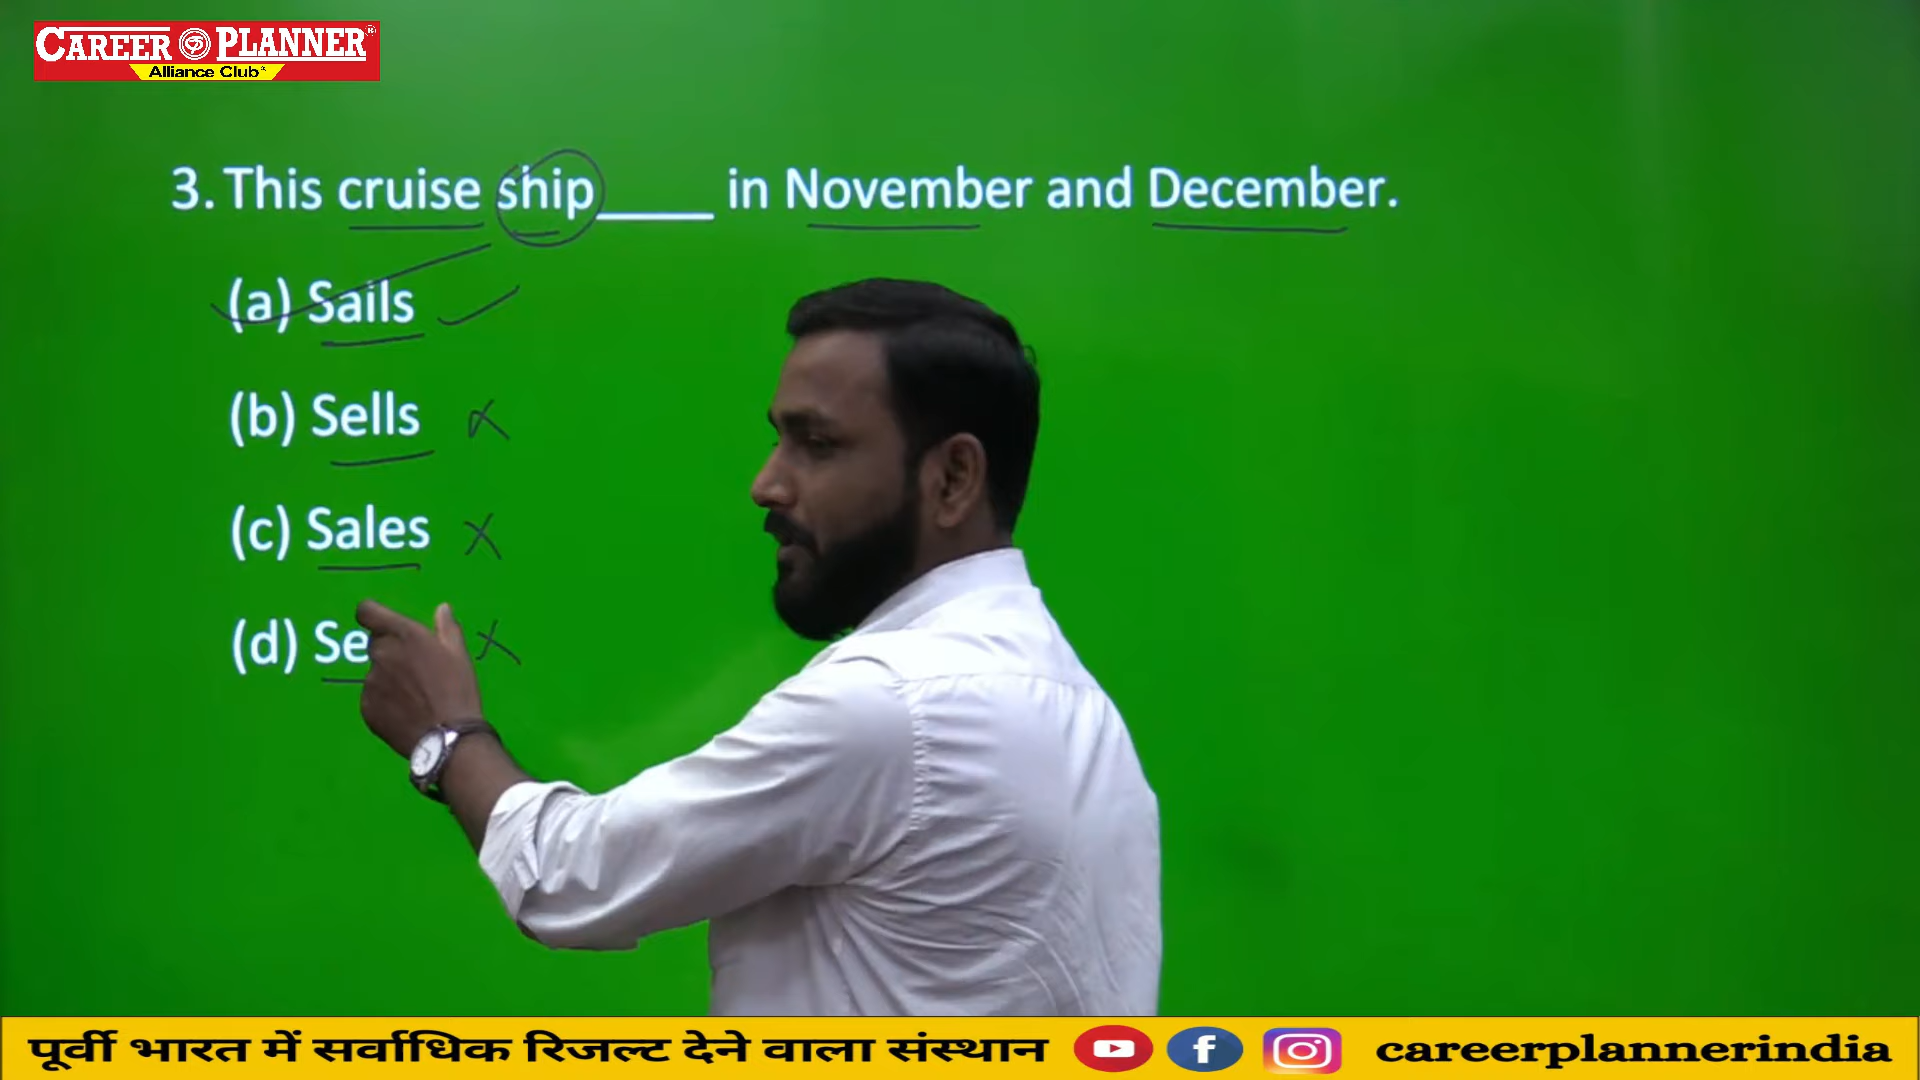 CAREER PLANNER®
Alliance Club
3. This cruise ship____ in November and December.
(a) Sails
(b) Sells
(c) Sales
(d)
पूर्वी भारत में सर्वाधिक रिजल्ट देने वाला संस्थान
careerplannerindia